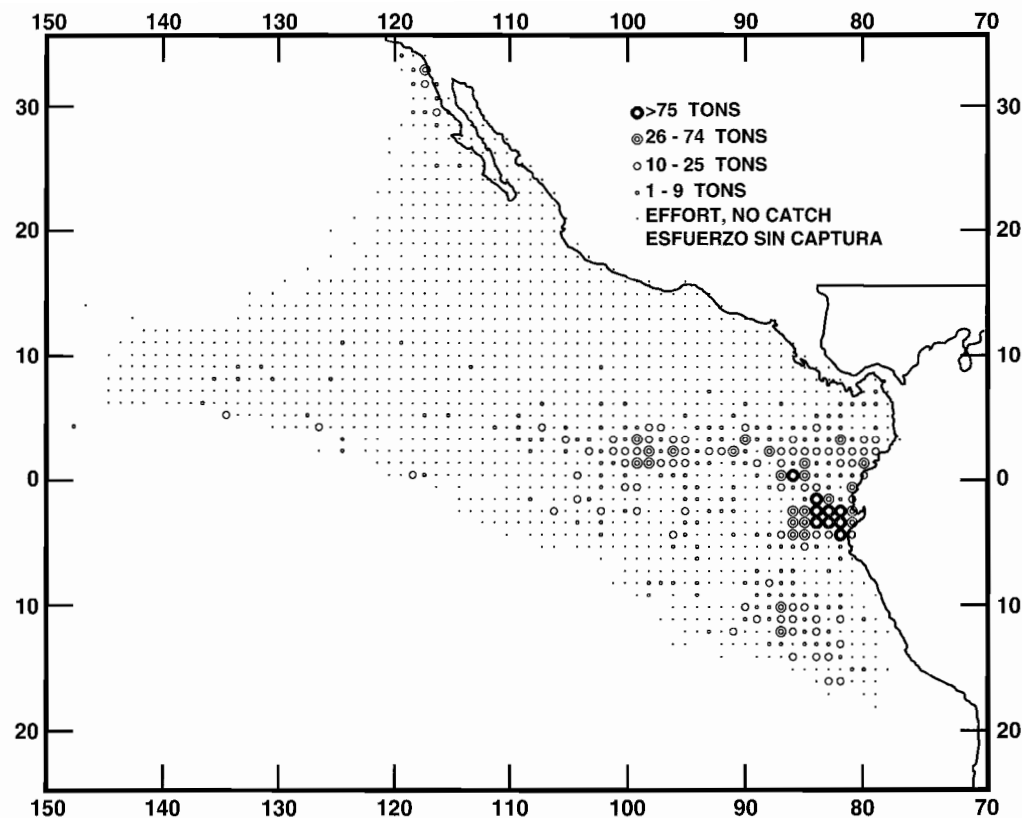 150 140 130 120 110 100 90 80 70
30 30
>75 TONS
26 - 74 TONS
10 - 25 TONS
1 - 9 TONS
EFFORT, NO CATCH
ESFUERZO SIN CAPTURA
20 20
10 10
0 0
10 10
20 20
150 140 130 120 110 100 90 80 70